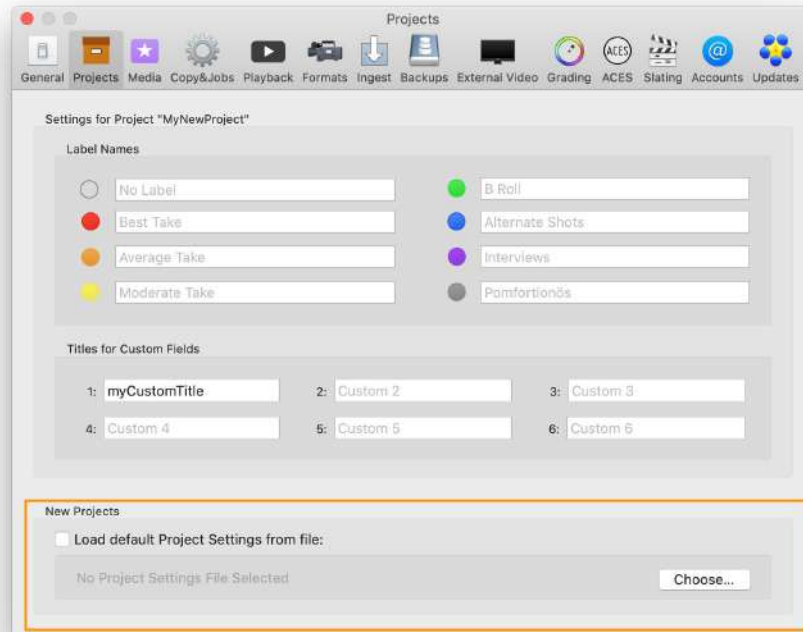 Projects
General Projects Media Copy&Jobs Playback Formats Ingest Backups External Video Grading ACES Slating Accounts Updates
ACES
Settings for Project "MyNewProject"
Label Names
No Label
B Roll
Best Take
Alternate Shots
Average Take
Interviews
Moderate Take
Pomfortionös
Titles for Custom Fields
1: myCustomTitle 2: Custom 2 3: Custom 3
4: Custom 4 5: Custom 5 6: Custom 6
New Projects
Load default Project Settings from file:
No Project Settings File Selected
Choose...